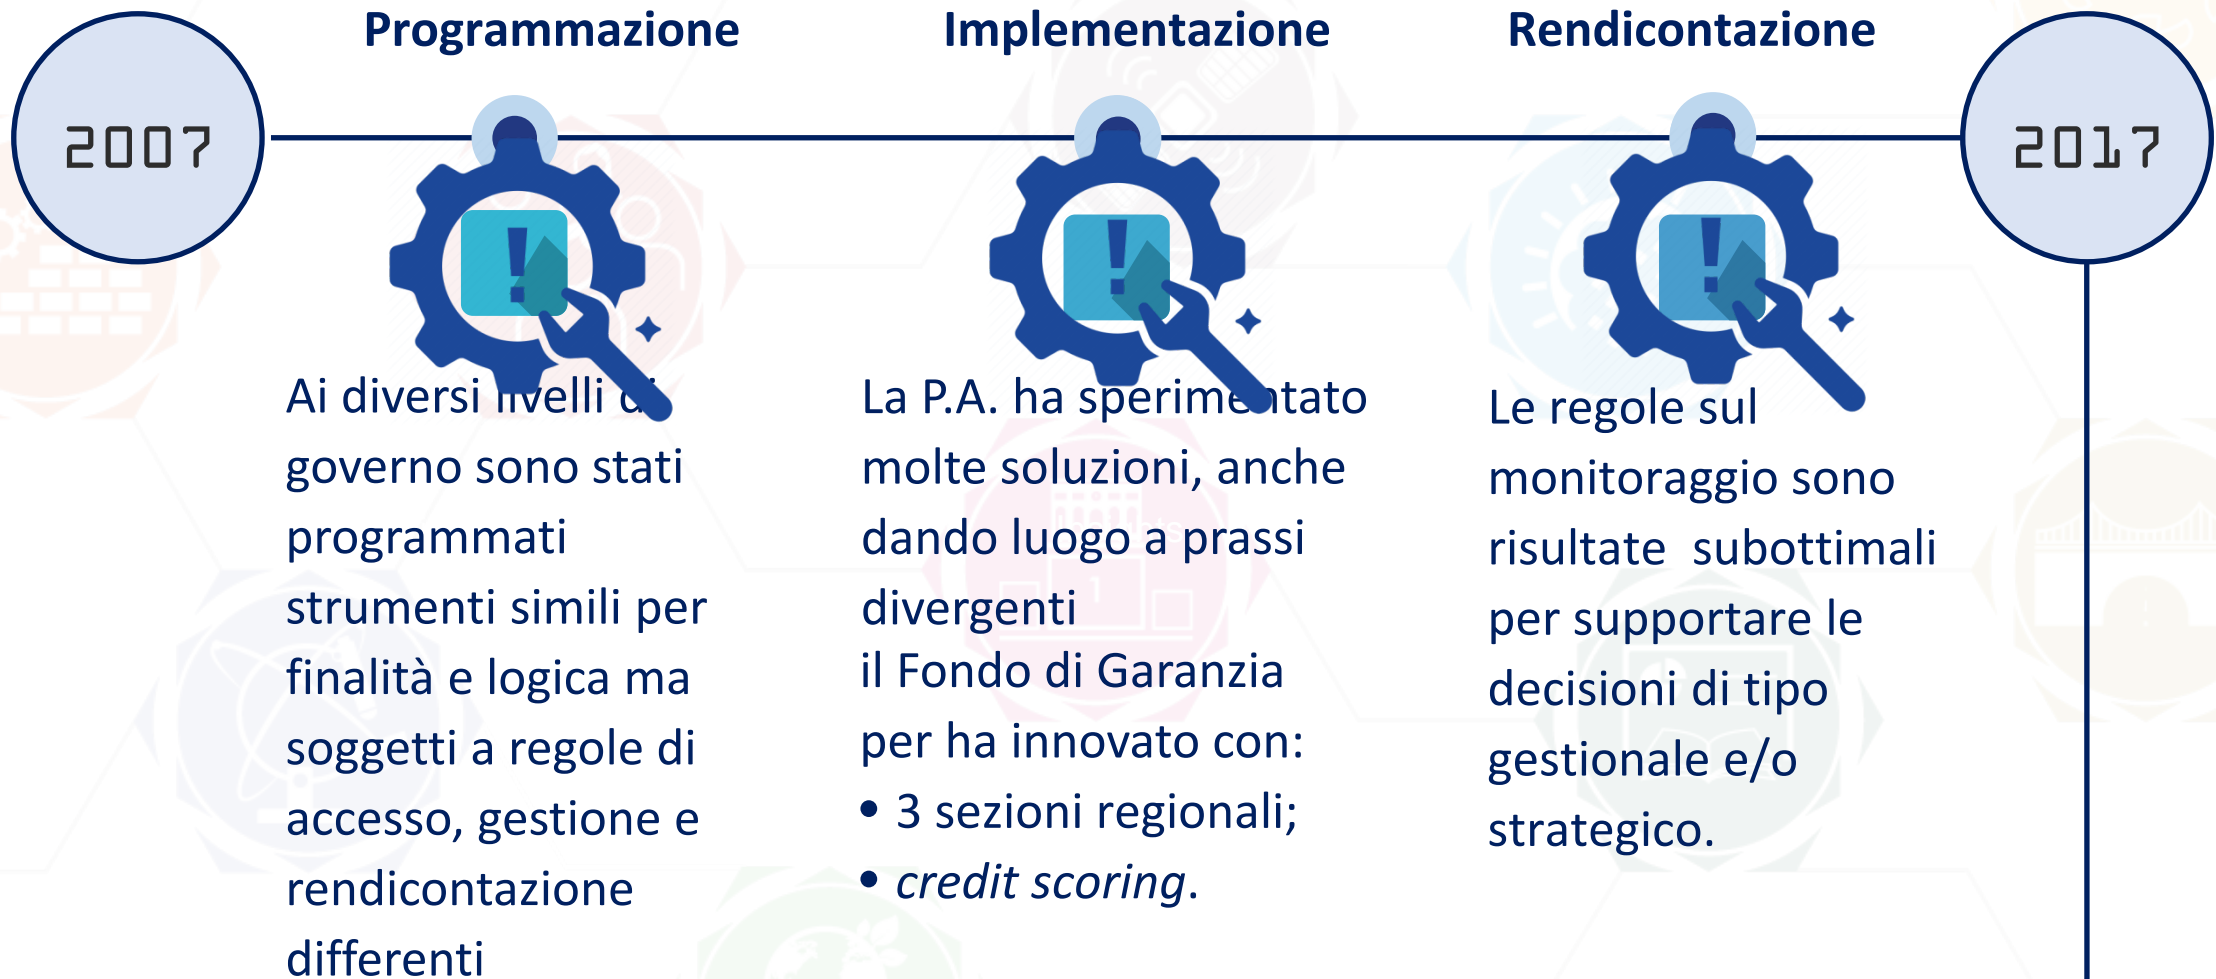 Programmazione
Implementazione
Rendicontazione
2007
2017
Ai diversi livelli di
governo sono stati
programmati
strumenti simili per
finalità e logica ma
soggetti a regole di
accesso, gestione e
rendicontazione
differenti
La P.A. ha sperimentato
molte soluzioni, anche
dando luogo a prassi
divergenti
il Fondo di Garanzia
per ha innovato con:
• 3 sezioni regionali;
• credit scoring.
Le regole sul
monitoraggio sono
risultate subottimali
per supportare le
decisioni di tipo
gestionale e/o
strategico.